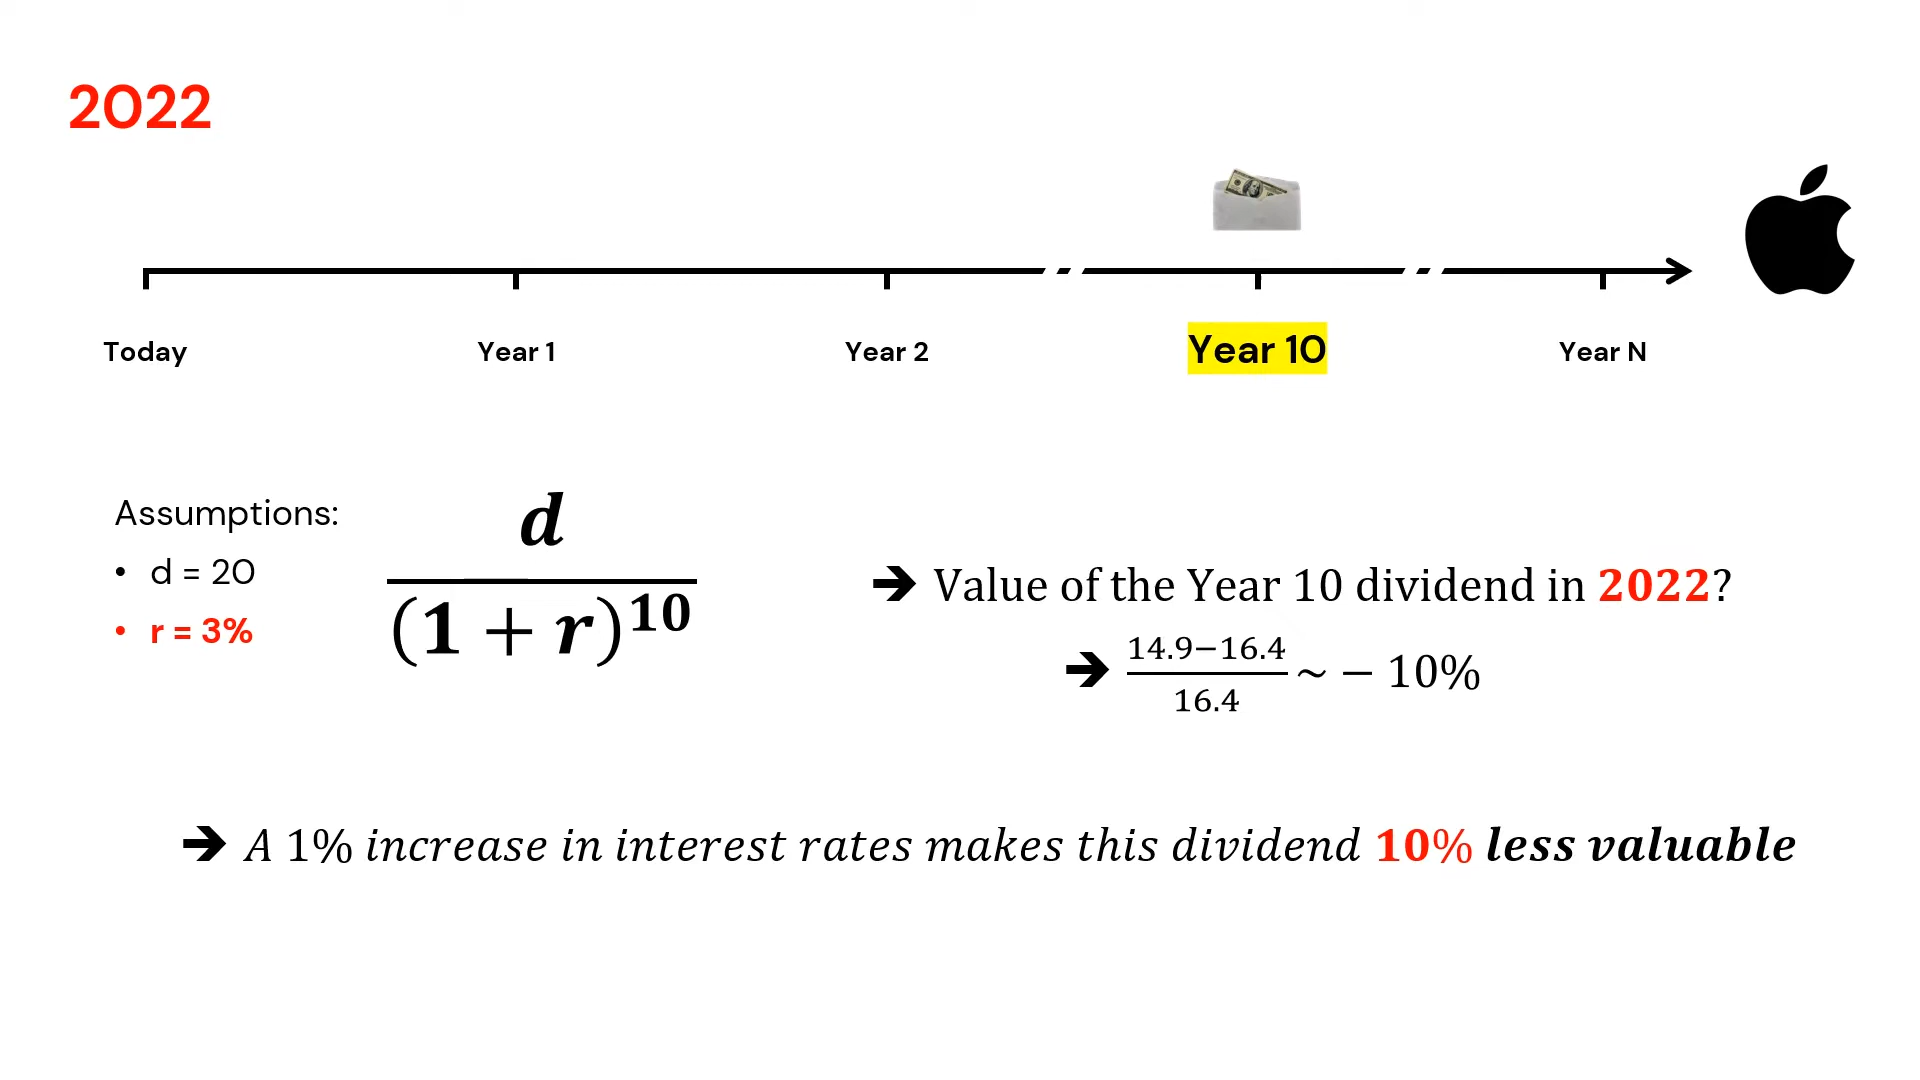 2022
Today Year 1 Year 2 Year 10 Year N
Assumptions:
• d = 20
• r = 3%
d
(1 + r)^10
➔ Value of the Year 10 dividend in 2022?
➔ 14.9−16.4
16.4
~ − 10%
➔ A 1% increase in interest rates makes this dividend 10% less valuable